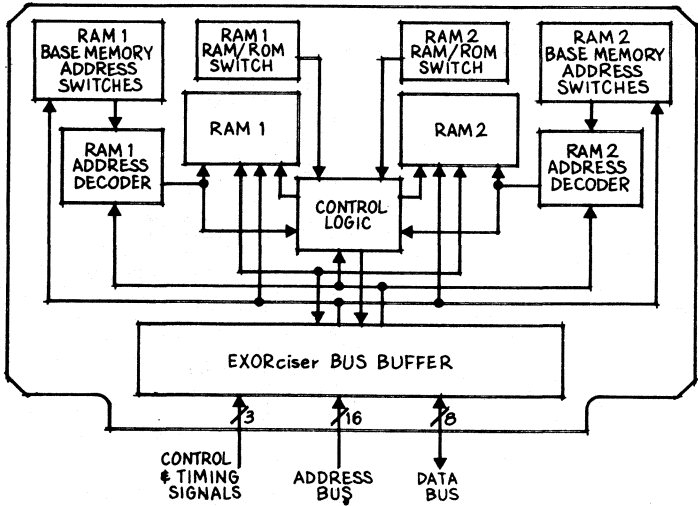 RAM 1
BASE MEMORY
ADDRESS
SWITCHES
RAM 1
RAM/ROM
SWITCH
RAM 2
RAM/ROM
SWITCH
RAM 2
BASE MEMORY
ADDRESS
SWITCHES
RAM 1
RAM 2
RAM 1
ADDRESS
DECODER
RAM 2
ADDRESS
DECODER
CONTROL
LOGIC
EXORciser BUS BUFFER
3
16
8
CONTROL
& TIMING
SIGNALS
ADDRESS
BUS
DATA
BUS